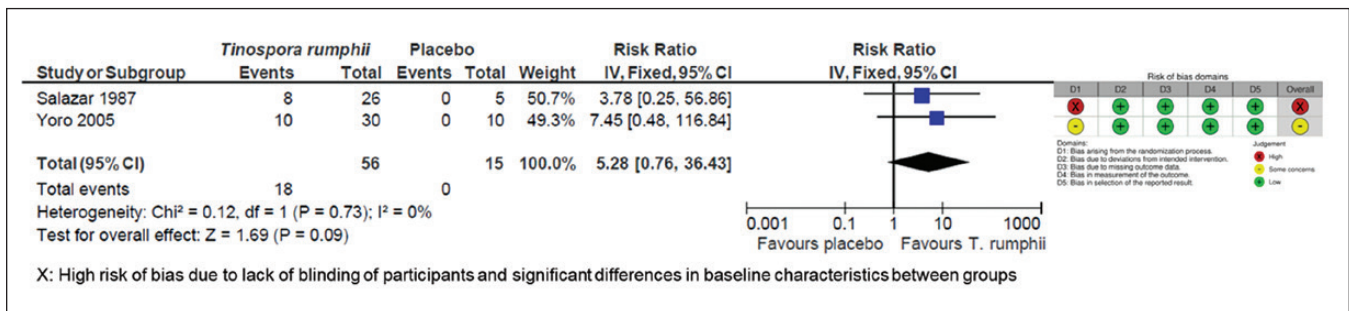 Tinospora rumphii Placebo Risk Ratio Risk Ratio
Study or Subgroup Events Total Events Total Weight IV, Fixed, 95% CI IV, Fixed, 95% CI
Salazar 1987 8 26 0 5 50.7% 3.78 [0.25, 56.86]
Yoro 2005 10 30 0 10 49.3% 7.45 [0.48, 116.84]
Total (95% CI) 56 15 100.0% 5.28 [0.76, 36.43]
Total events 18 0
Heterogeneity: Chi² = 0.12, df = 1 (P = 0.73); I² = 0%
Test for overall effect: Z = 1.69 (P = 0.09)
0.001 0.1 1 10 1000
Favours placebo Favours T. rumphii
Risk of bias domains
D1 D2 D3 D4 D5 Overall
X + + + + X
- + + + + -
Domains:
D1: Bias arising from the randomization process.
D2: Bias due to deviations from intended intervention.
D3: Bias due to missing outcome data.
D4: Bias in measurement of the outcome.
D5: Bias in selection of the reported result.
Judgement
X High
- Some concerns
+ Low
X: High risk of bias due to lack of blinding of participants and significant differences in baseline characteristics between groups